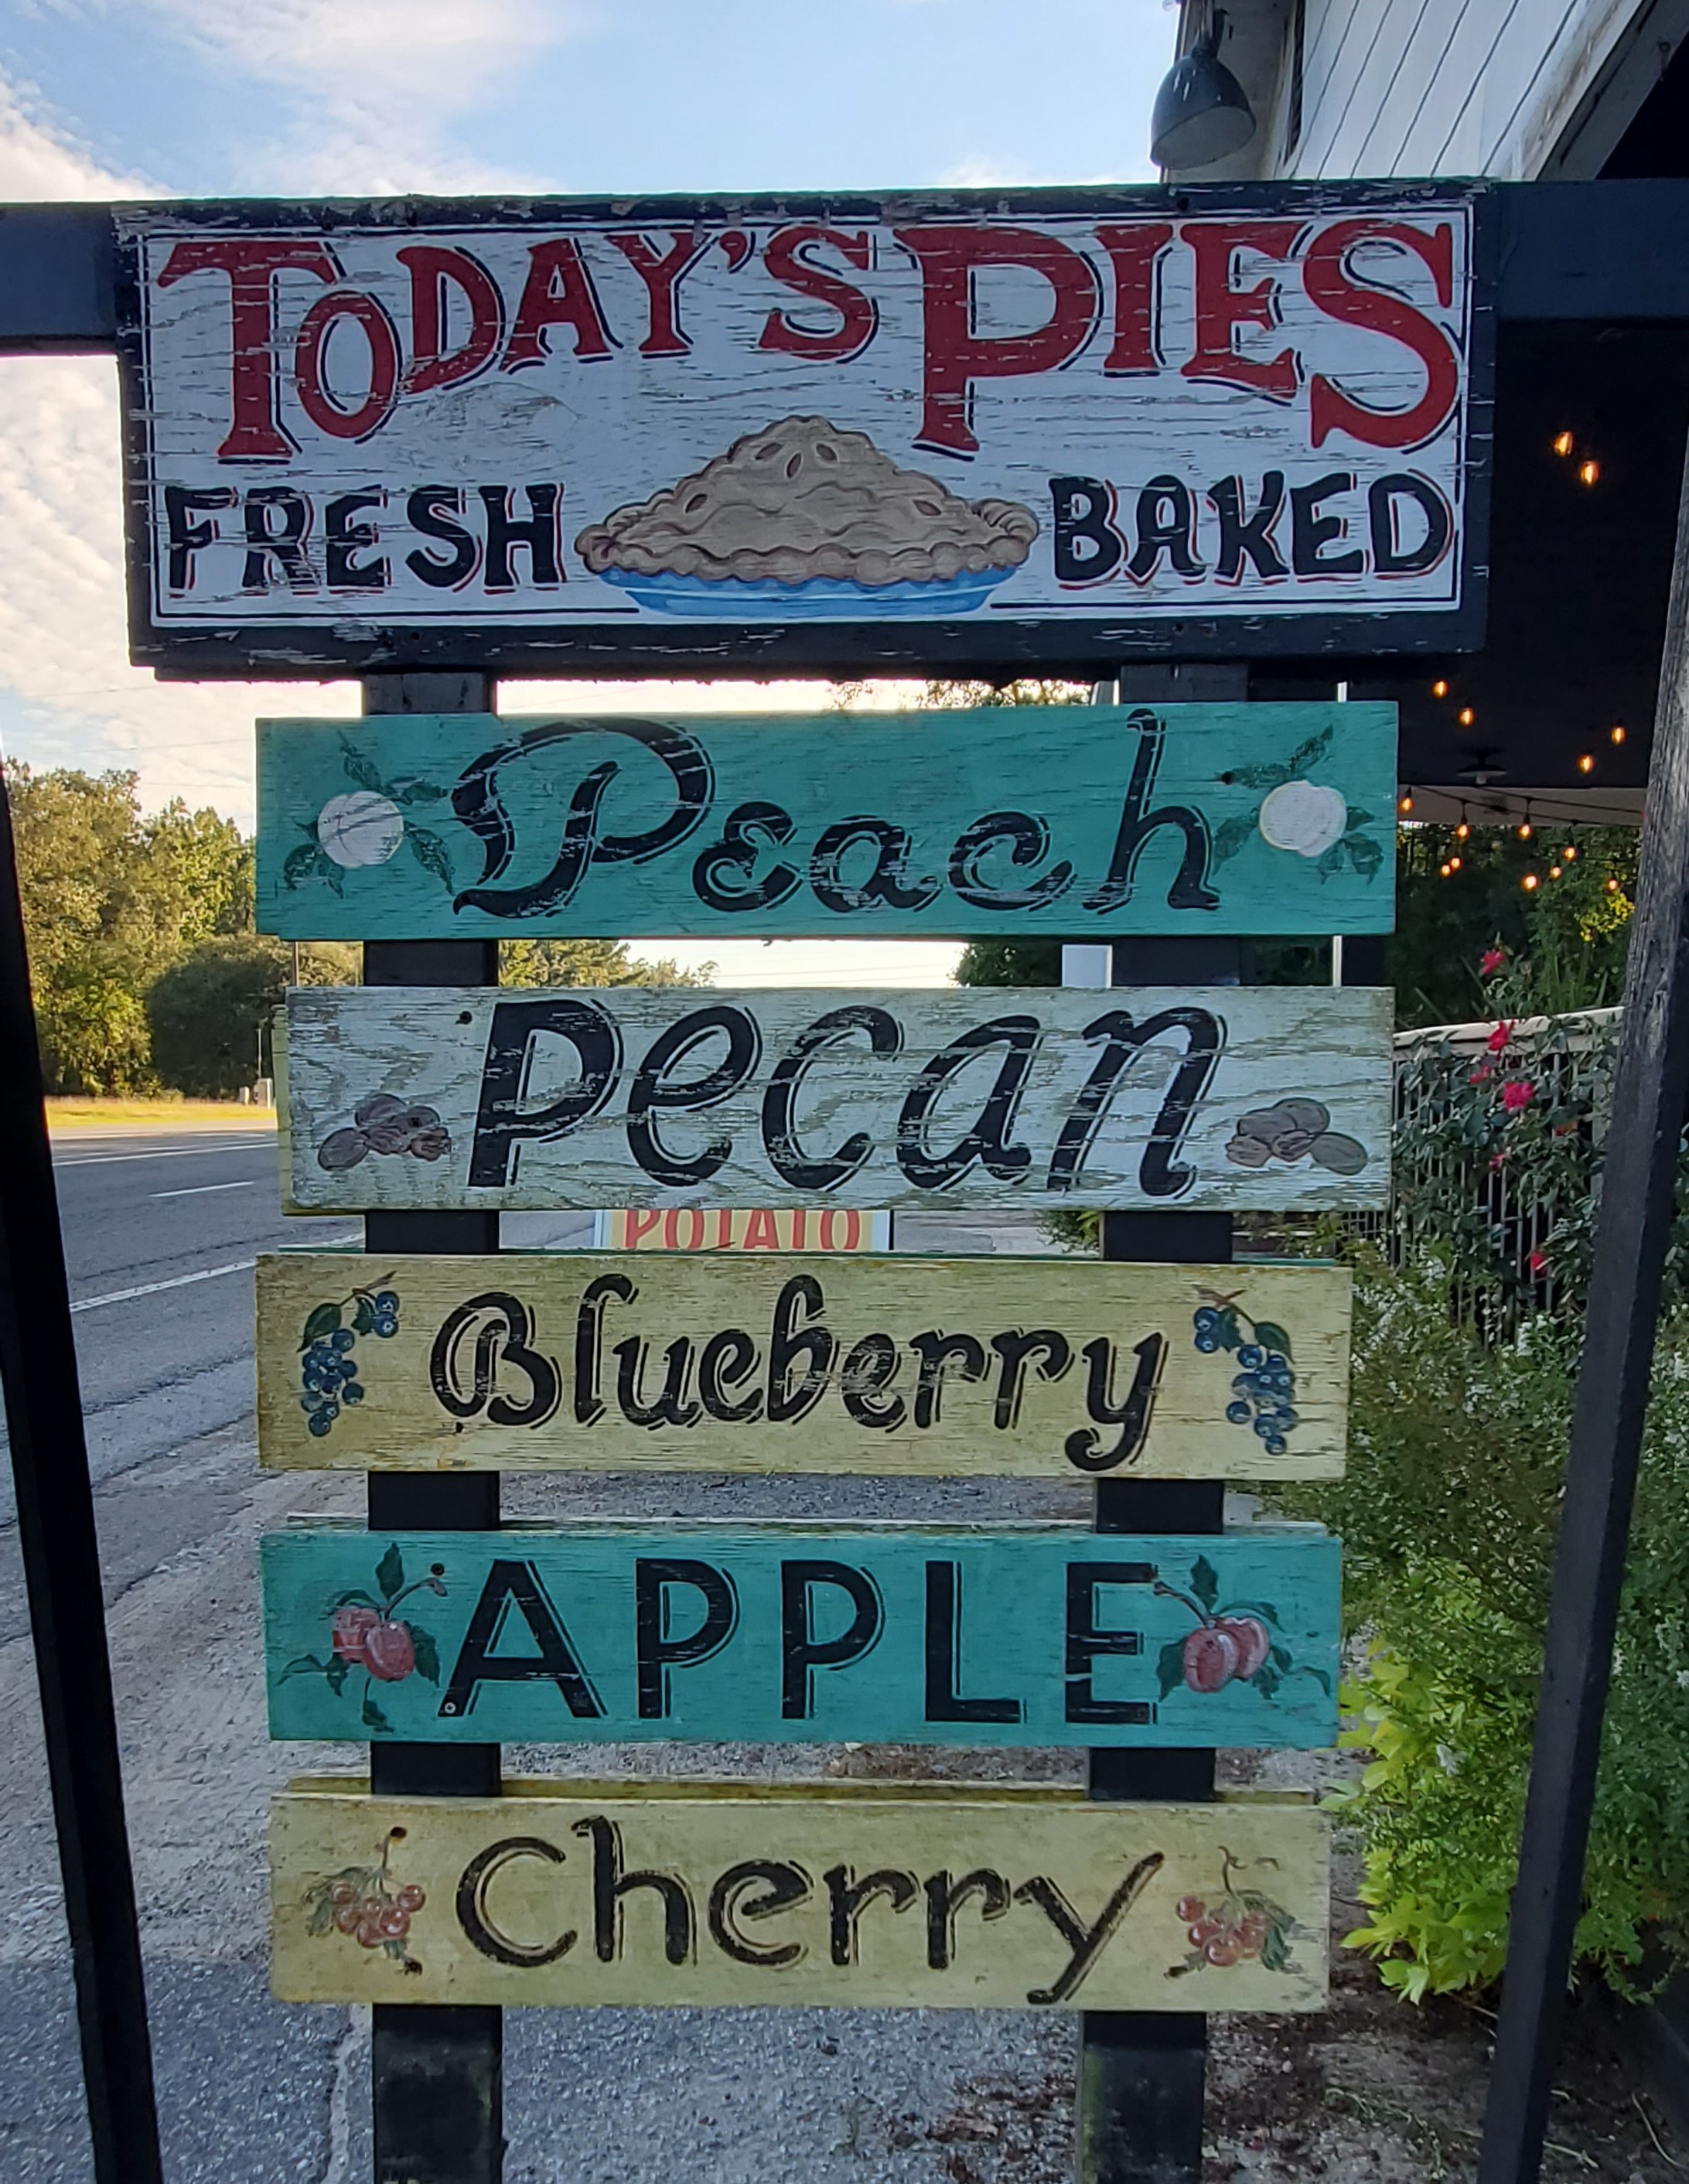 TODAY'S PIES
FRESH BAKED
Peach
Pecan
POTATO
Blueberry
APPLE
Cherry